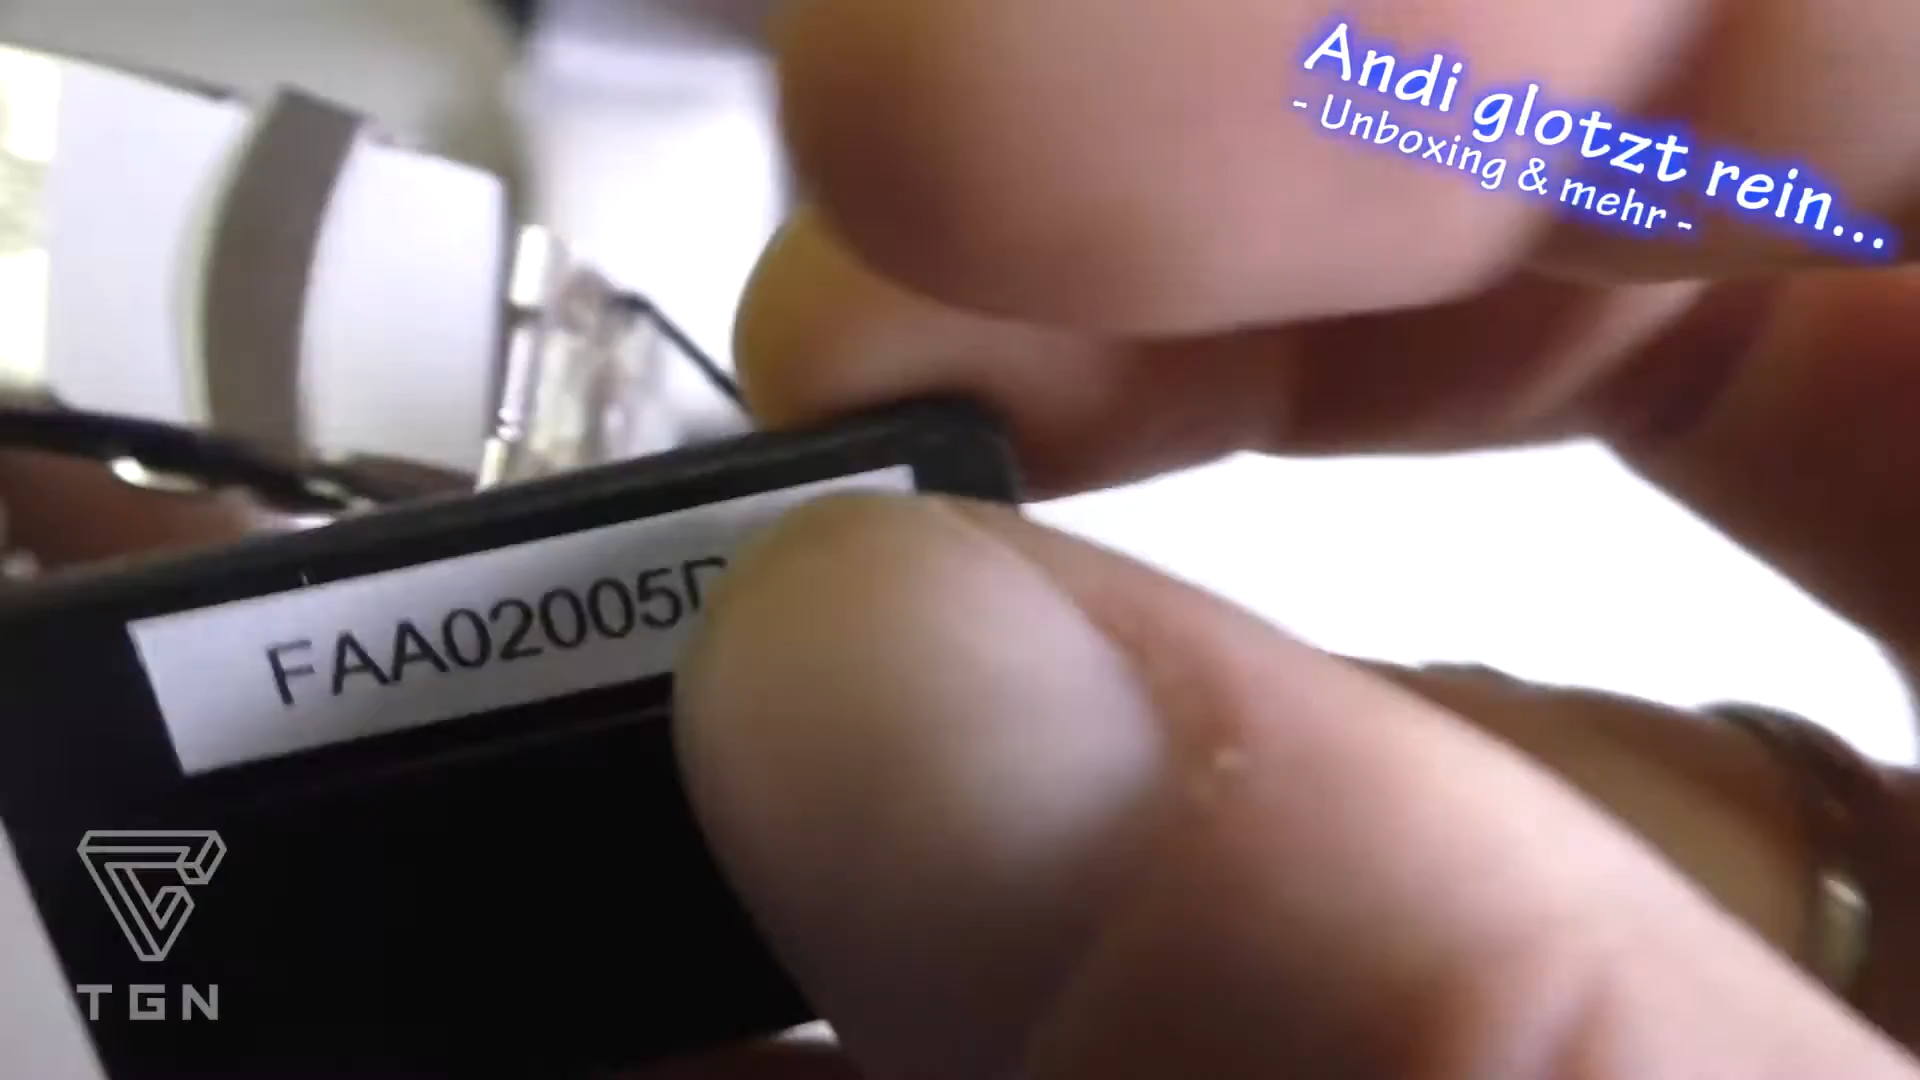 Andi glotzt rein...
- Unboxing & mehr -
FAA02005
TGN